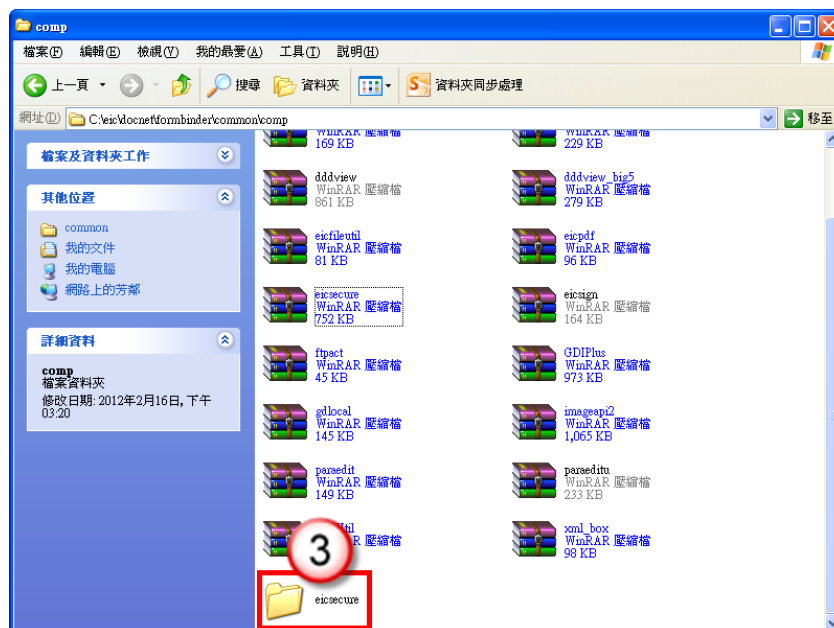 comp
檔案(F) 編輯(E) 檢視(V) 我的最愛(A) 工具(I) 說明(H)
上一頁 搜尋 資料夾 資料夾同步處理
網址(D) C:\eic\docnet\formbinder\common\comp 移至
檔案及資料夾工作
其他位置
common
我的文件
我的電腦
網路上的芳鄰
詳細資料
comp
檔案資料夾
修改日期: 2012年2月16日, 下午
03:20
WinRAR 壓縮檔
169 KB
WinRAR 壓縮檔
229 KB
dddview
WinRAR 壓縮檔
861 KB
dddview_big5
WinRAR 壓縮檔
279 KB
eicfileutil
WinRAR 壓縮檔
81 KB
eicpdf
WinRAR 壓縮檔
96 KB
eicsecure
WinRAR 壓縮檔
752 KB
eicsign
WinRAR 壓縮檔
164 KB
ftpact
WinRAR 壓縮檔
45 KB
GDIPlus
WinRAR 壓縮檔
973 KB
gdlocal
WinRAR 壓縮檔
145 KB
imageapi2
WinRAR 壓縮檔
1,065 KB
paraedit
WinRAR 壓縮檔
149 KB
paraeditu
WinRAR 壓縮檔
233 KB
壓縮檔
xml_box
WinRAR 壓縮檔
98 KB
3
eicsecure